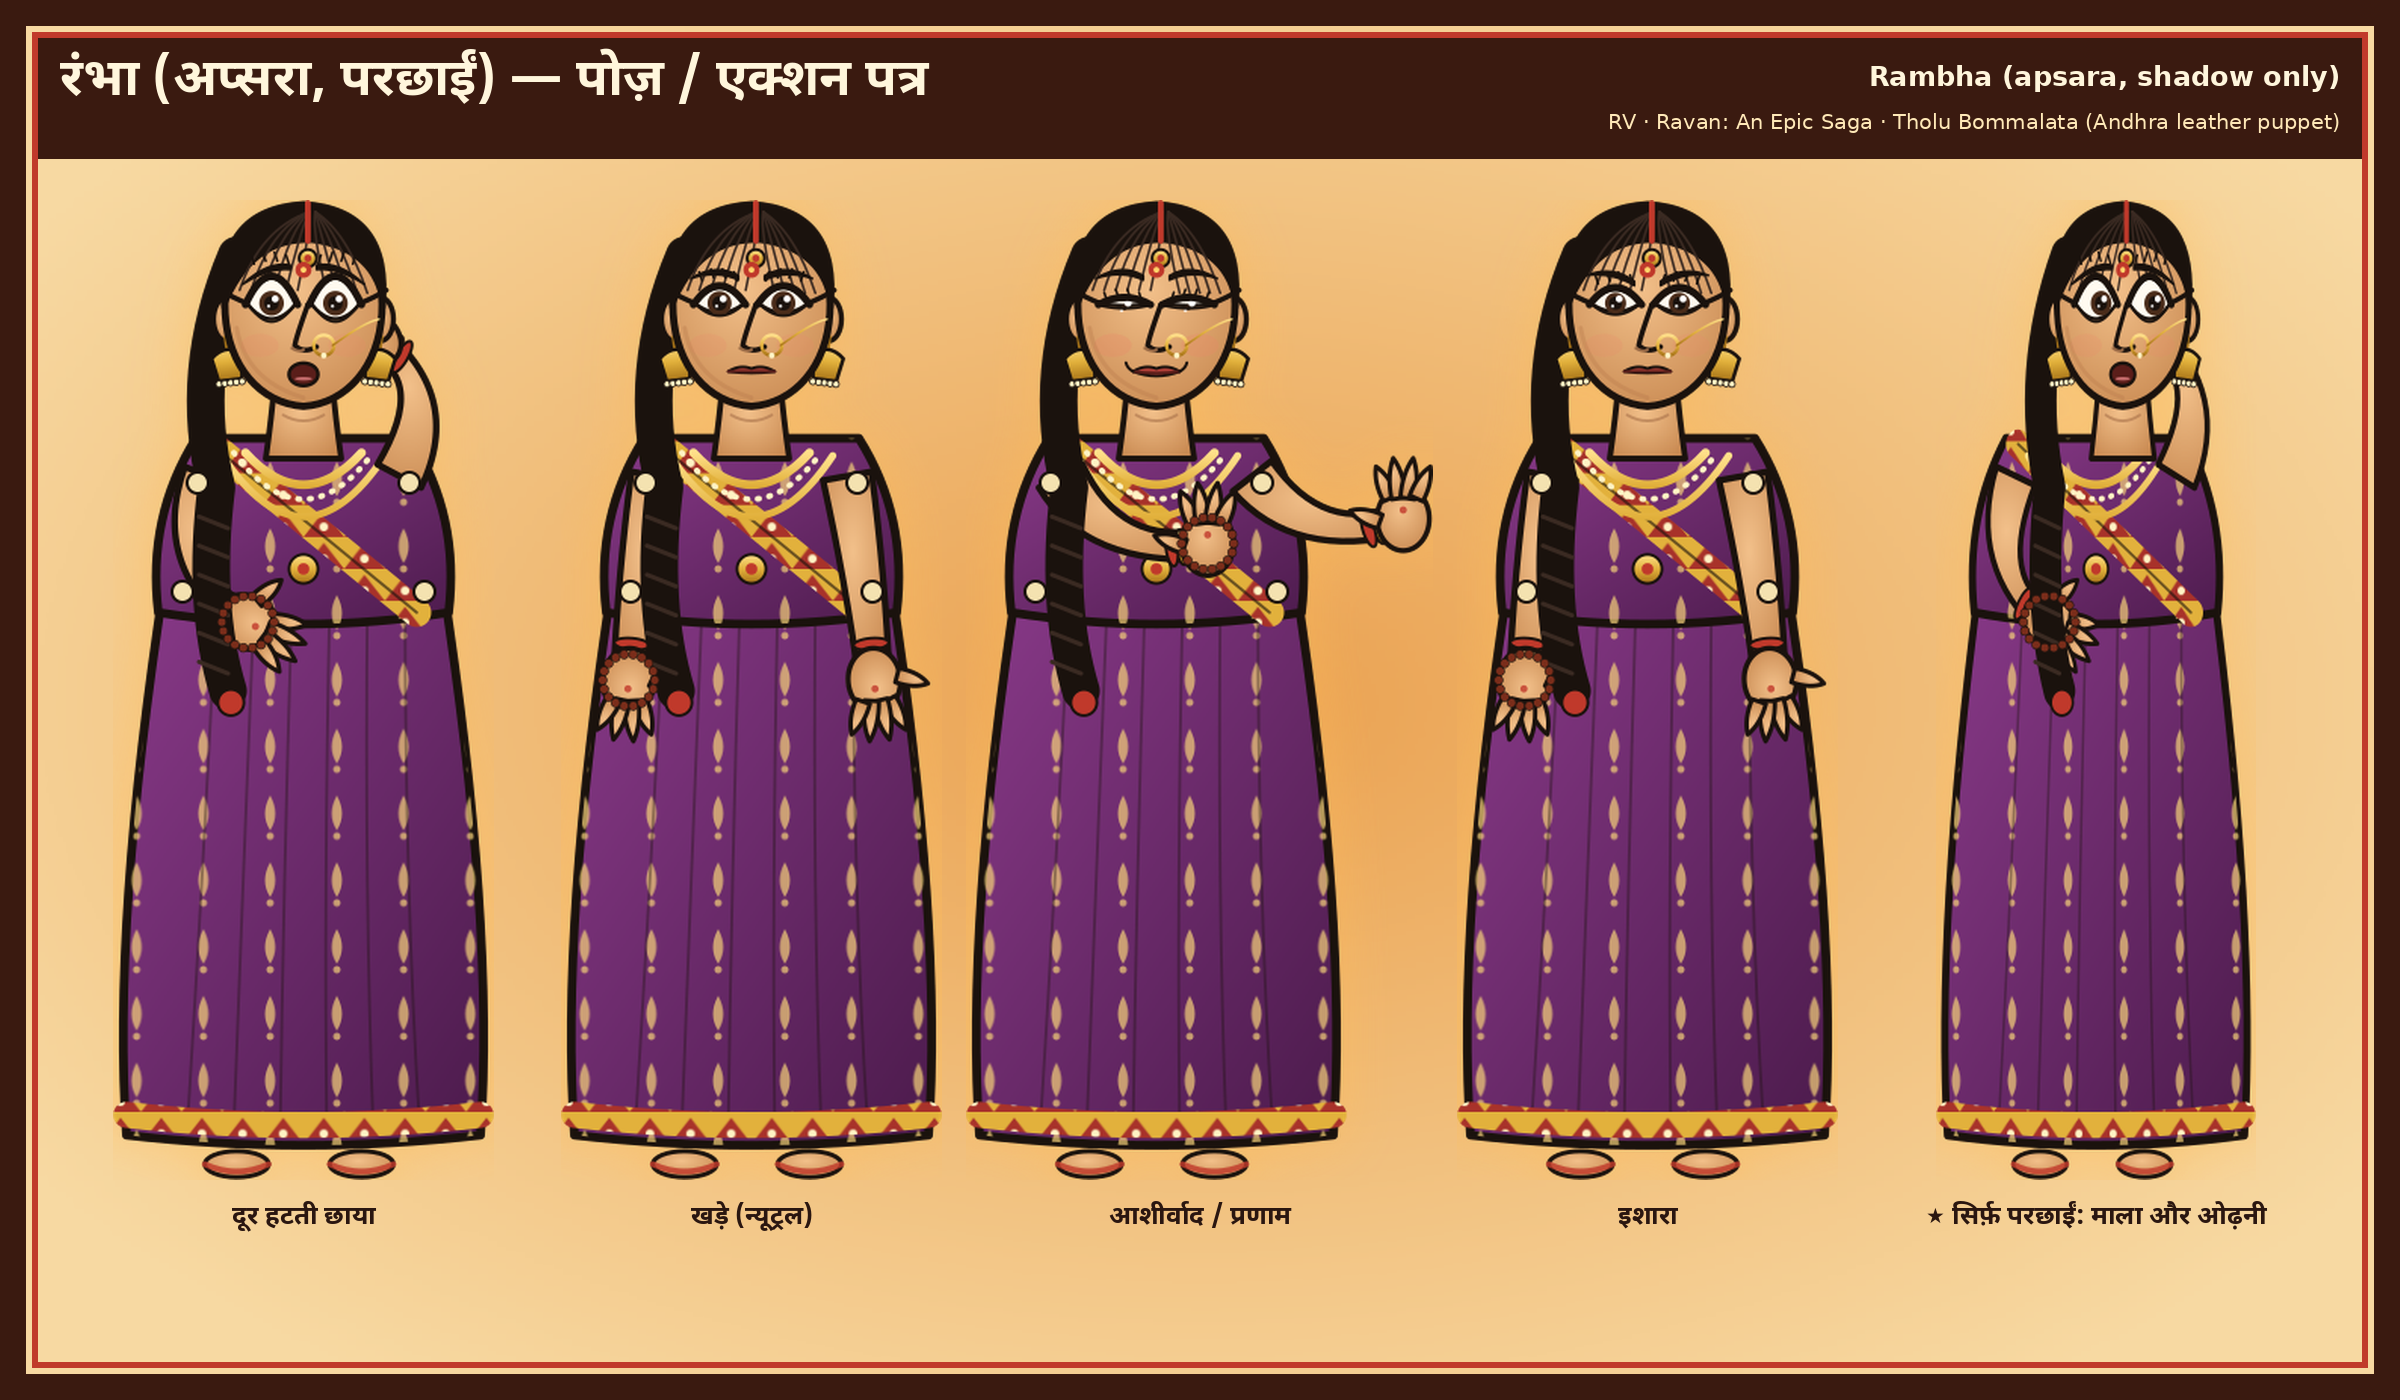 रंभा (अप्सरा, परछाईं) — पोज़ / एक्शन पत्र
Rambha (apsara, shadow only)
RV · Ravan: An Epic Saga · Tholu Bommalata (Andhra leather puppet)
दूर हटती छाया
खड़े (न्यूट्रल)
आशीर्वाद / प्रणाम
इशारा
★ सिर्फ़ परछाईं: माला और ओढ़नी